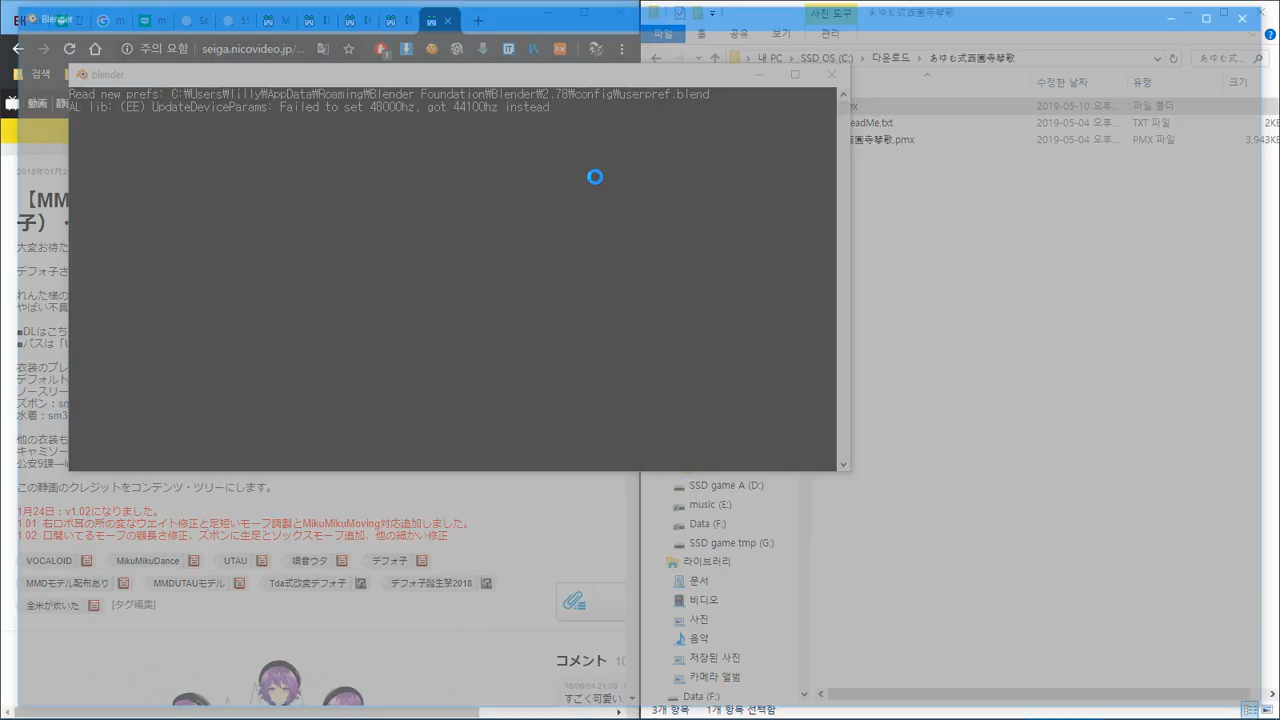 Blender
주의 요함
seiga.nicovideo.jp/...
검색
動画
blender
Read new prefs: C:₩Users₩lilly₩AppData₩Roaming₩Blender Foundation₩Blender₩2.78₩config₩userpref.blend
AL lib: (EE) UpdateDeviceParams: Failed to set 48000hz, got 44100hz instead
【MM
子）・
大変お待た
デフォ子さ
れんた様の
やばい不具
■DLはこち
■パスは「U
衣装のプレ
デフォルト
ノースリー
ズボン：sm
水着：sm3
他の衣装も
キャミソー
公安9課→
この静画のクレジットをコンテンツ・ツリーにします。
1月24日：v1.02になりました。
1.01: 右ロボ耳の所の変なウエイト修正と足短いモーフ調製とMikuMikuMoving対応追加しました。
1.02: 口開いてるモーフの顎長さ修正、ズボンに生足とソックスモーフ追加、他の細かい修正
VOCALOID MikuMikuDance UTAU 唄音ウタ デフォ子
MMDモデル配布あり MMDUTAUモデル Tda式改変デフォ子 デフォ子誕生祭2018
金米が炊いた [タグ編集]
コメント 10
18/06/04 21:08
すごく可愛い
사진 도구
あゆむ式西園寺琴歌
파일 홈 공유 보기 관리
내 PC SSD OS (C:) 다운로드 あゆむ式西園寺琴歌
あゆむ式...
수정한 날짜 유형 크기
ex 2019-05-10 오후... 파일 폴더
eadMe.txt 2019-05-04 오후... TXT 파일 2KB
西園寺琴歌.pmx 2019-05-04 오후... PMX 파일 3,943KB
SSD game A (D:)
music (E:)
Data (F:)
SSD game tmp (G:)
라이브러리
문서
비디오
사진
음악
저장된 사진
카메라 앨범
Data (F:)
3개 항목 1개 항목 선택함